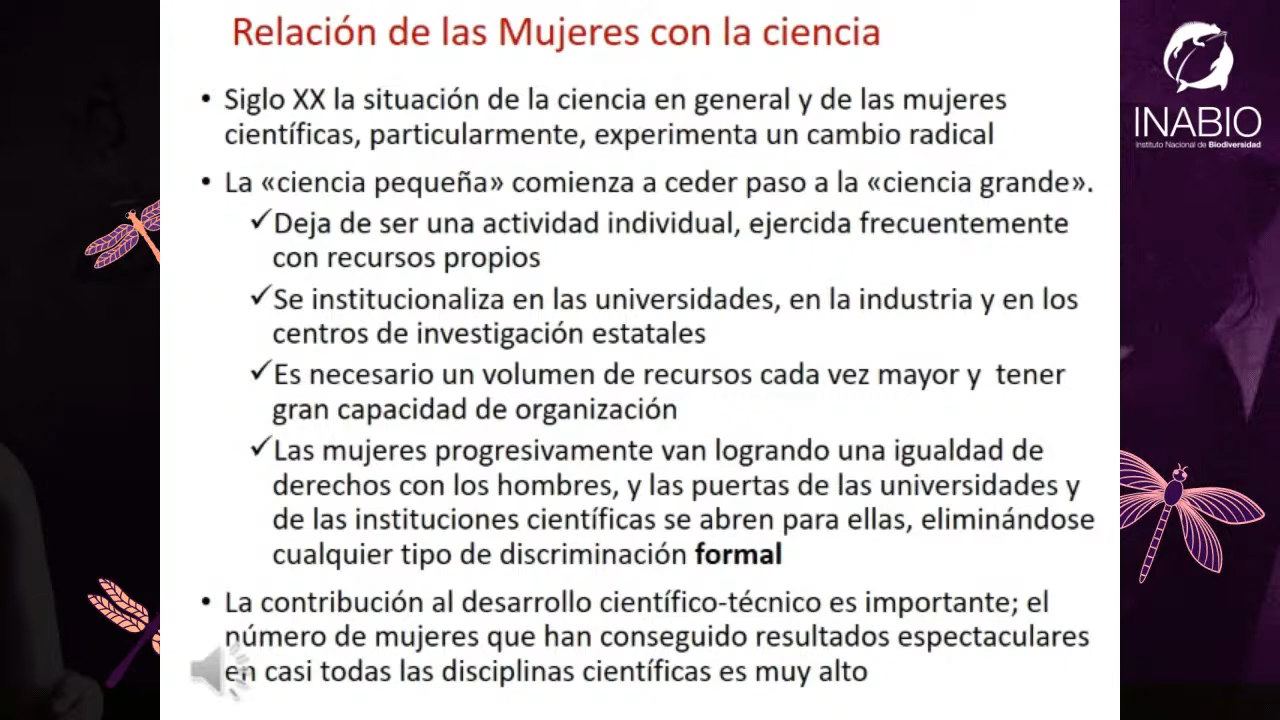 Relación de las Mujeres con la ciencia
• Siglo XX la situación de la ciencia en general y de las mujeres
científicas, particularmente, experimenta un cambio radical
• La «ciencia pequeña» comienza a ceder paso a la «ciencia grande».
✓Deja de ser una actividad individual, ejercida frecuentemente
con recursos propios
✓Se institucionaliza en las universidades, en la industria y en los
centros de investigación estatales
✓Es necesario un volumen de recursos cada vez mayor y tener
gran capacidad de organización
✓Las mujeres progresivamente van logrando una igualdad de
derechos con los hombres, y las puertas de las universidades y
de las instituciones científicas se abren para ellas, eliminándose
cualquier tipo de discriminación formal
• La contribución al desarrollo científico-técnico es importante; el
número de mujeres que han conseguido resultados espectaculares
en casi todas las disciplinas científicas es muy alto
INABIO
Instituto Nacional de Biodiversidad